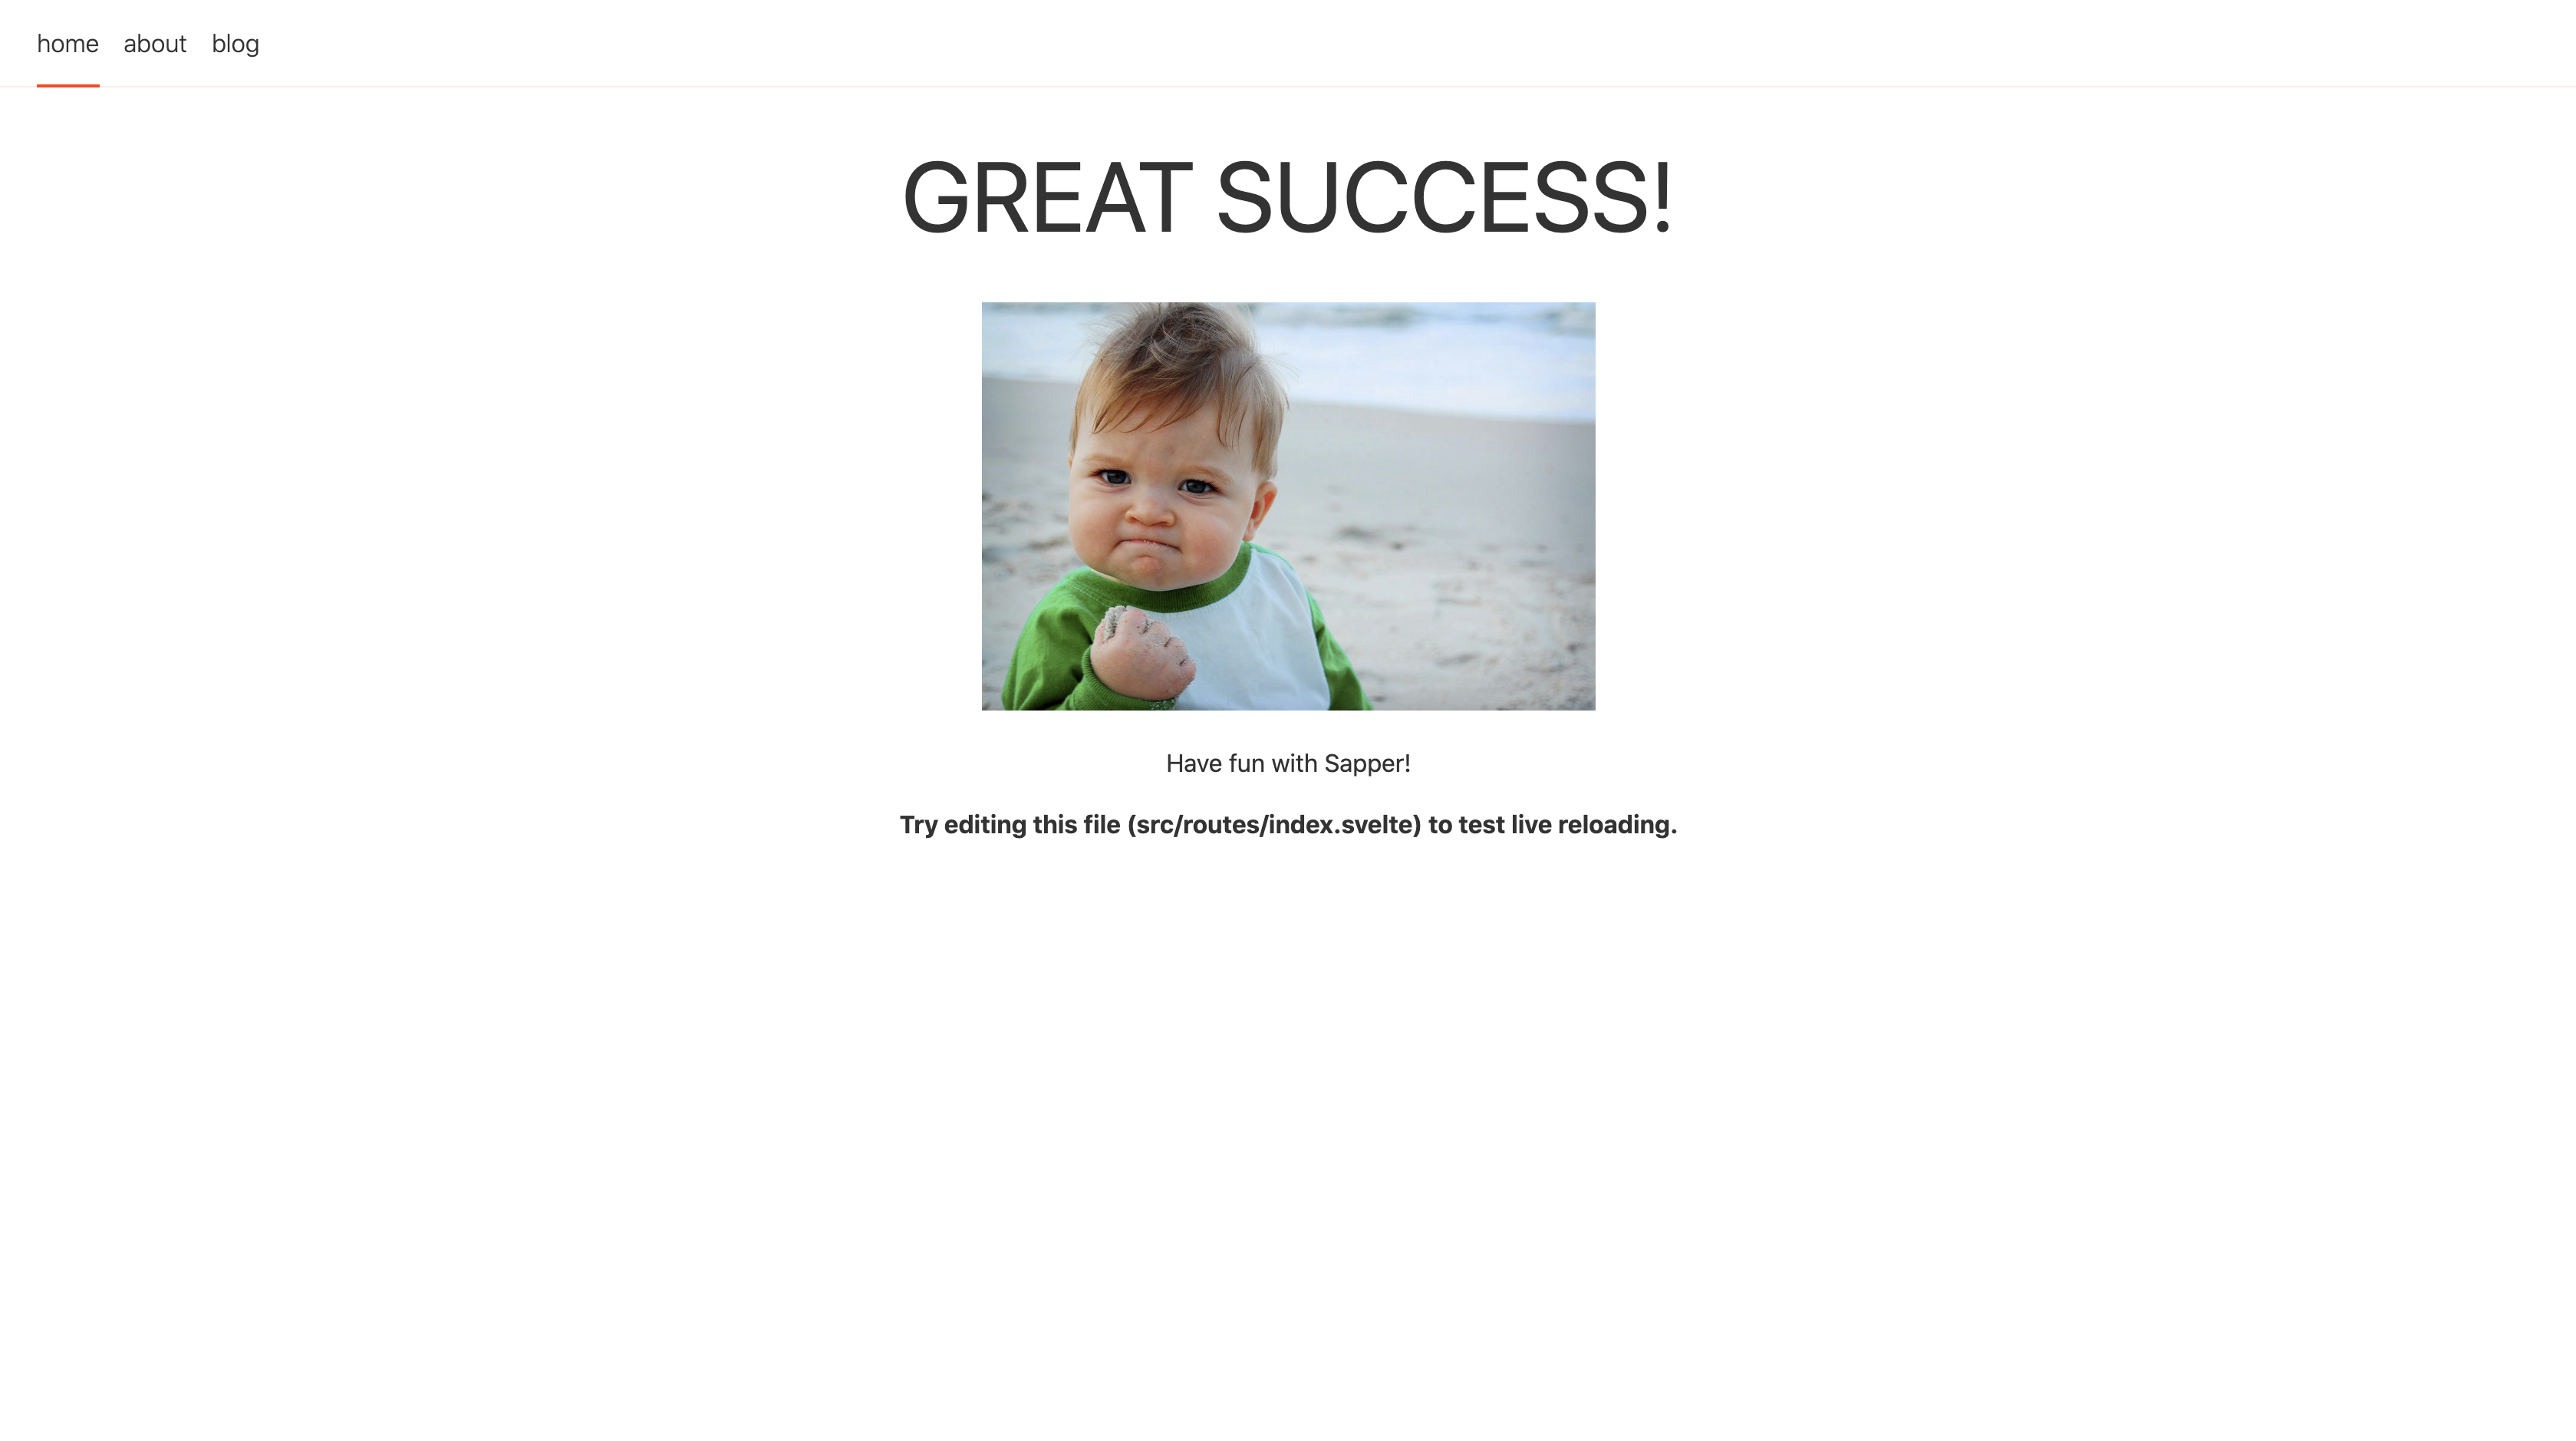 home about blog
GREAT SUCCESS!
Have fun with Sapper!
Try editing this file (src/routes/index.svelte) to test live reloading.